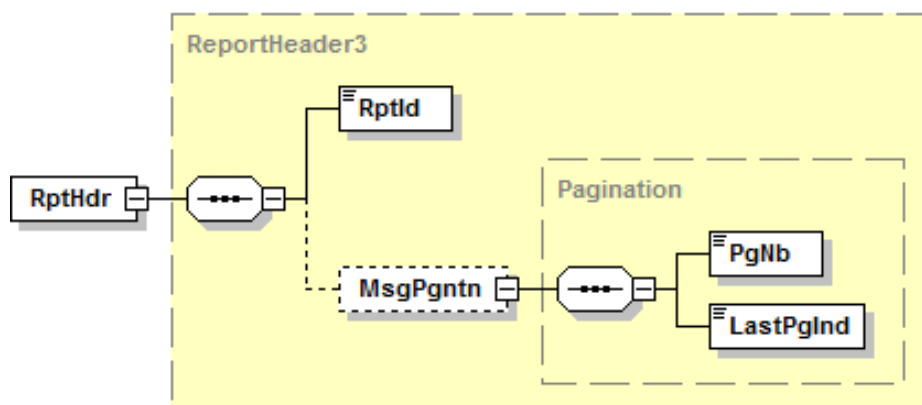 ReportHeader3
RptId
RptHdr
Pagination
PgNb
MsgPgntn
LastPgInd